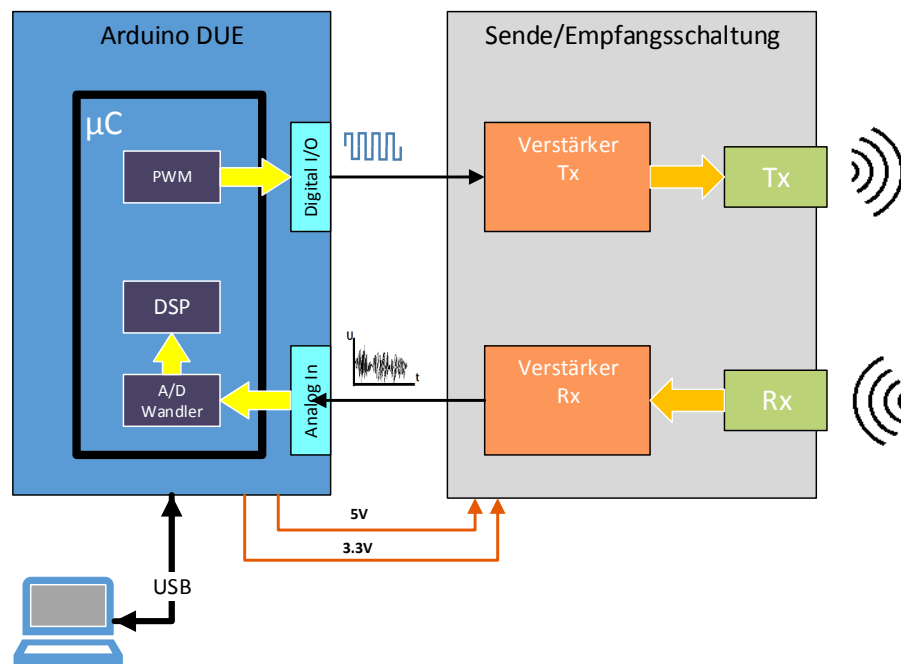 Arduino DUE
Sende/Empfangsschaltung
µC
PWM
Digital I/O
Verstärker
Tx
Tx
DSP
A/D
Wandler
Analog In
U
t
Verstärker
Rx
Rx
5V
3.3V
USB